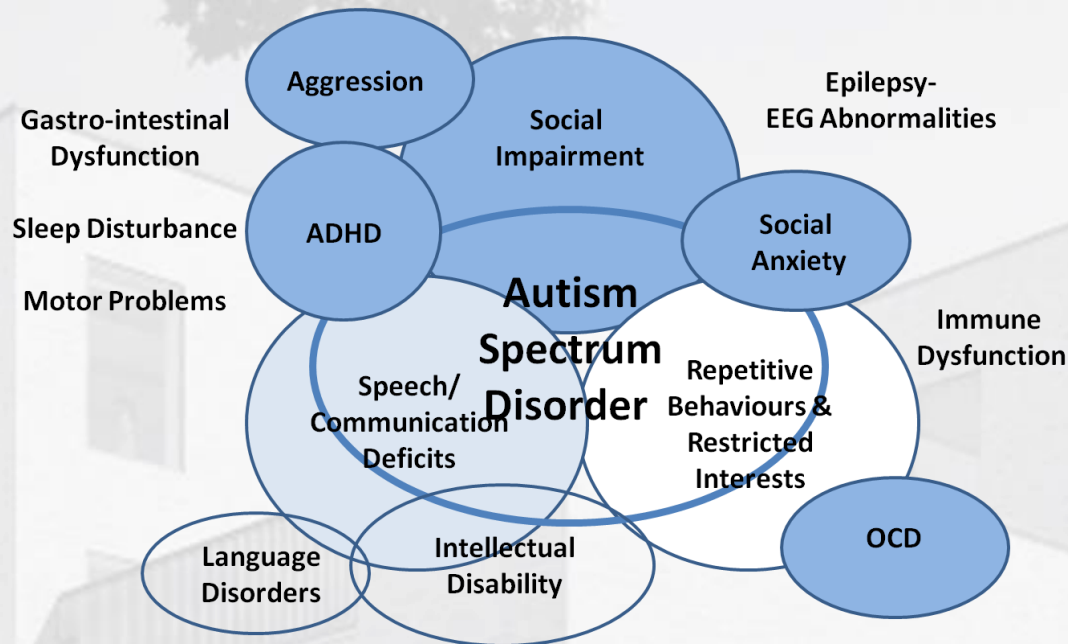 Aggression
Gastro-intestinal
Dysfunction
Social
Impairment
Epilepsy-
EEG Abnormalities
Sleep Disturbance
ADHD
Social
Anxiety
Motor Problems
Autism
Spectrum
Disorder
Immune
Dysfunction
Speech/
Communication
Deficits
Repetitive
Behaviours &
Restricted
Interests
Language
Disorders
Intellectual
Disability
OCD